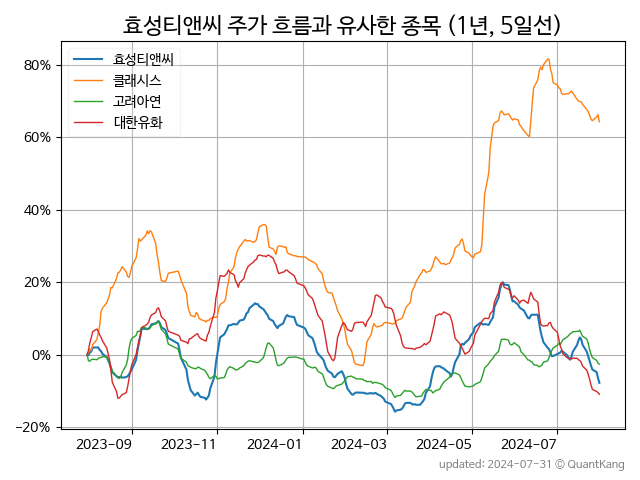 효성티앤씨 주가 흐름과 유사한 종목 (1년, 5일선)
효성티앤씨
클래시스
고려아연
대한유화
80%
60%
40%
20%
0%
−20%
2023-09 2023-11 2024-01 2024-03 2024-05 2024-07
updated: 2024-07-31 © QuantKang